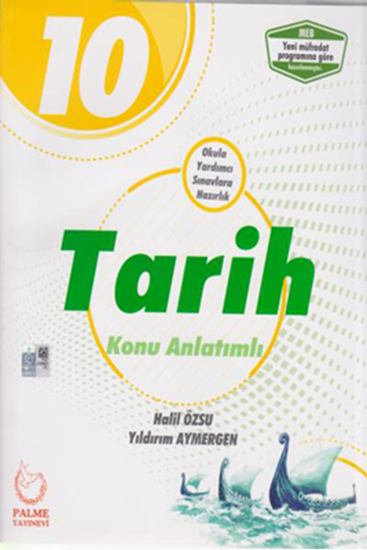 10
MEB
Yeni müfredat
programına göre
hazırlanmıştır.
Okula
Yardımcı
Sınavlara
Hazırlık
Tarih
Konu Anlatımlı
Halil ÖZSU
Yıldırım AYMERGEN
PALME
YAYINEVİ